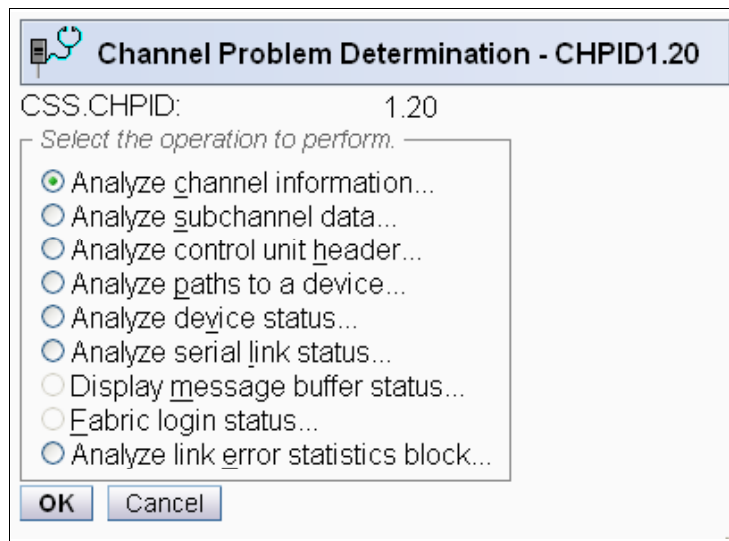 Channel Problem Determination - CHPID1.20
CSS.CHPID: 1.20
Select the operation to perform.
Analyze channel information...
Analyze subchannel data...
Analyze control unit header...
Analyze paths to a device...
Analyze device status...
Analyze serial link status...
Display message buffer status...
Fabric login status...
Analyze link error statistics block...
OK Cancel